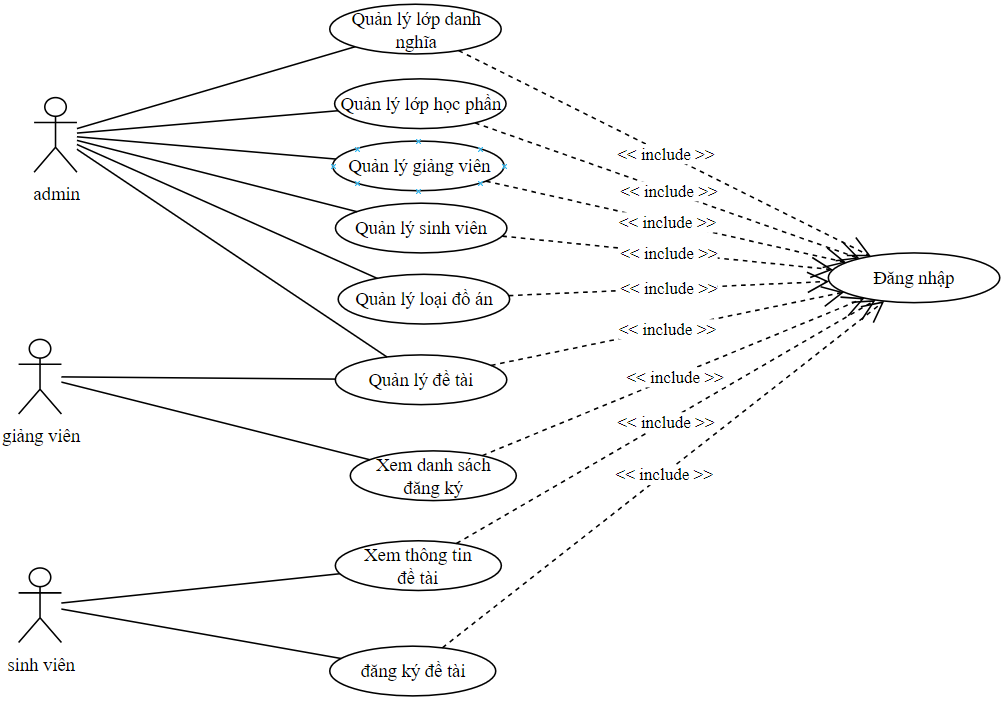 Quản lý lớp danh
nghĩa
Quản lý lớp học phần
<< include >>
Quản lý giảng viên
<< include >>
admin
<< include >>
Quản lý sinh viên
<< include >>
Đăng nhập
Quản lý loại đồ án
<< include >>
<< include >>
Quản lý đề tài
<< include >>
<< include >>
giảng viên
Xem danh sách
đăng ký
<< include >>
Xem thông tin
đề tài
sinh viên
đăng ký đề tài